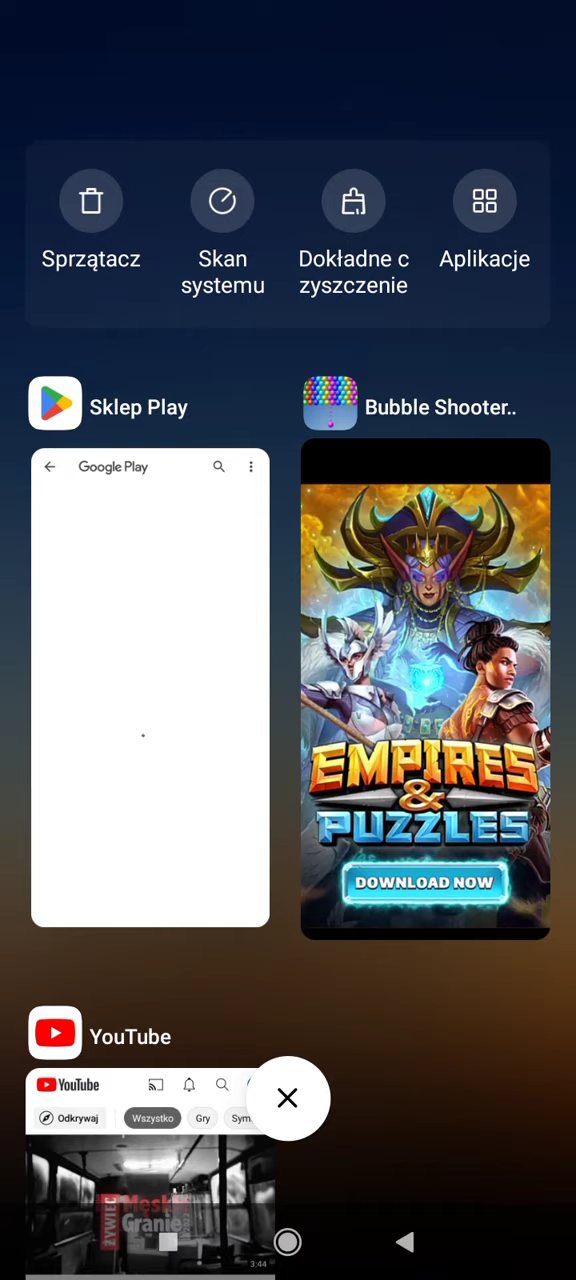 Sprzątacz
Skan
systemu
Dokładne c
zyszczenie
Aplikacje
Sklep Play
Bubble Shooter..
Google Play
EMPIRES
&
PUZZLES
DOWNLOAD NOW
YouTube
YouTube
Odkrywaj
Wszystko
Gry
Sym
ŻYWIEC
Męskie
Granie
3:44